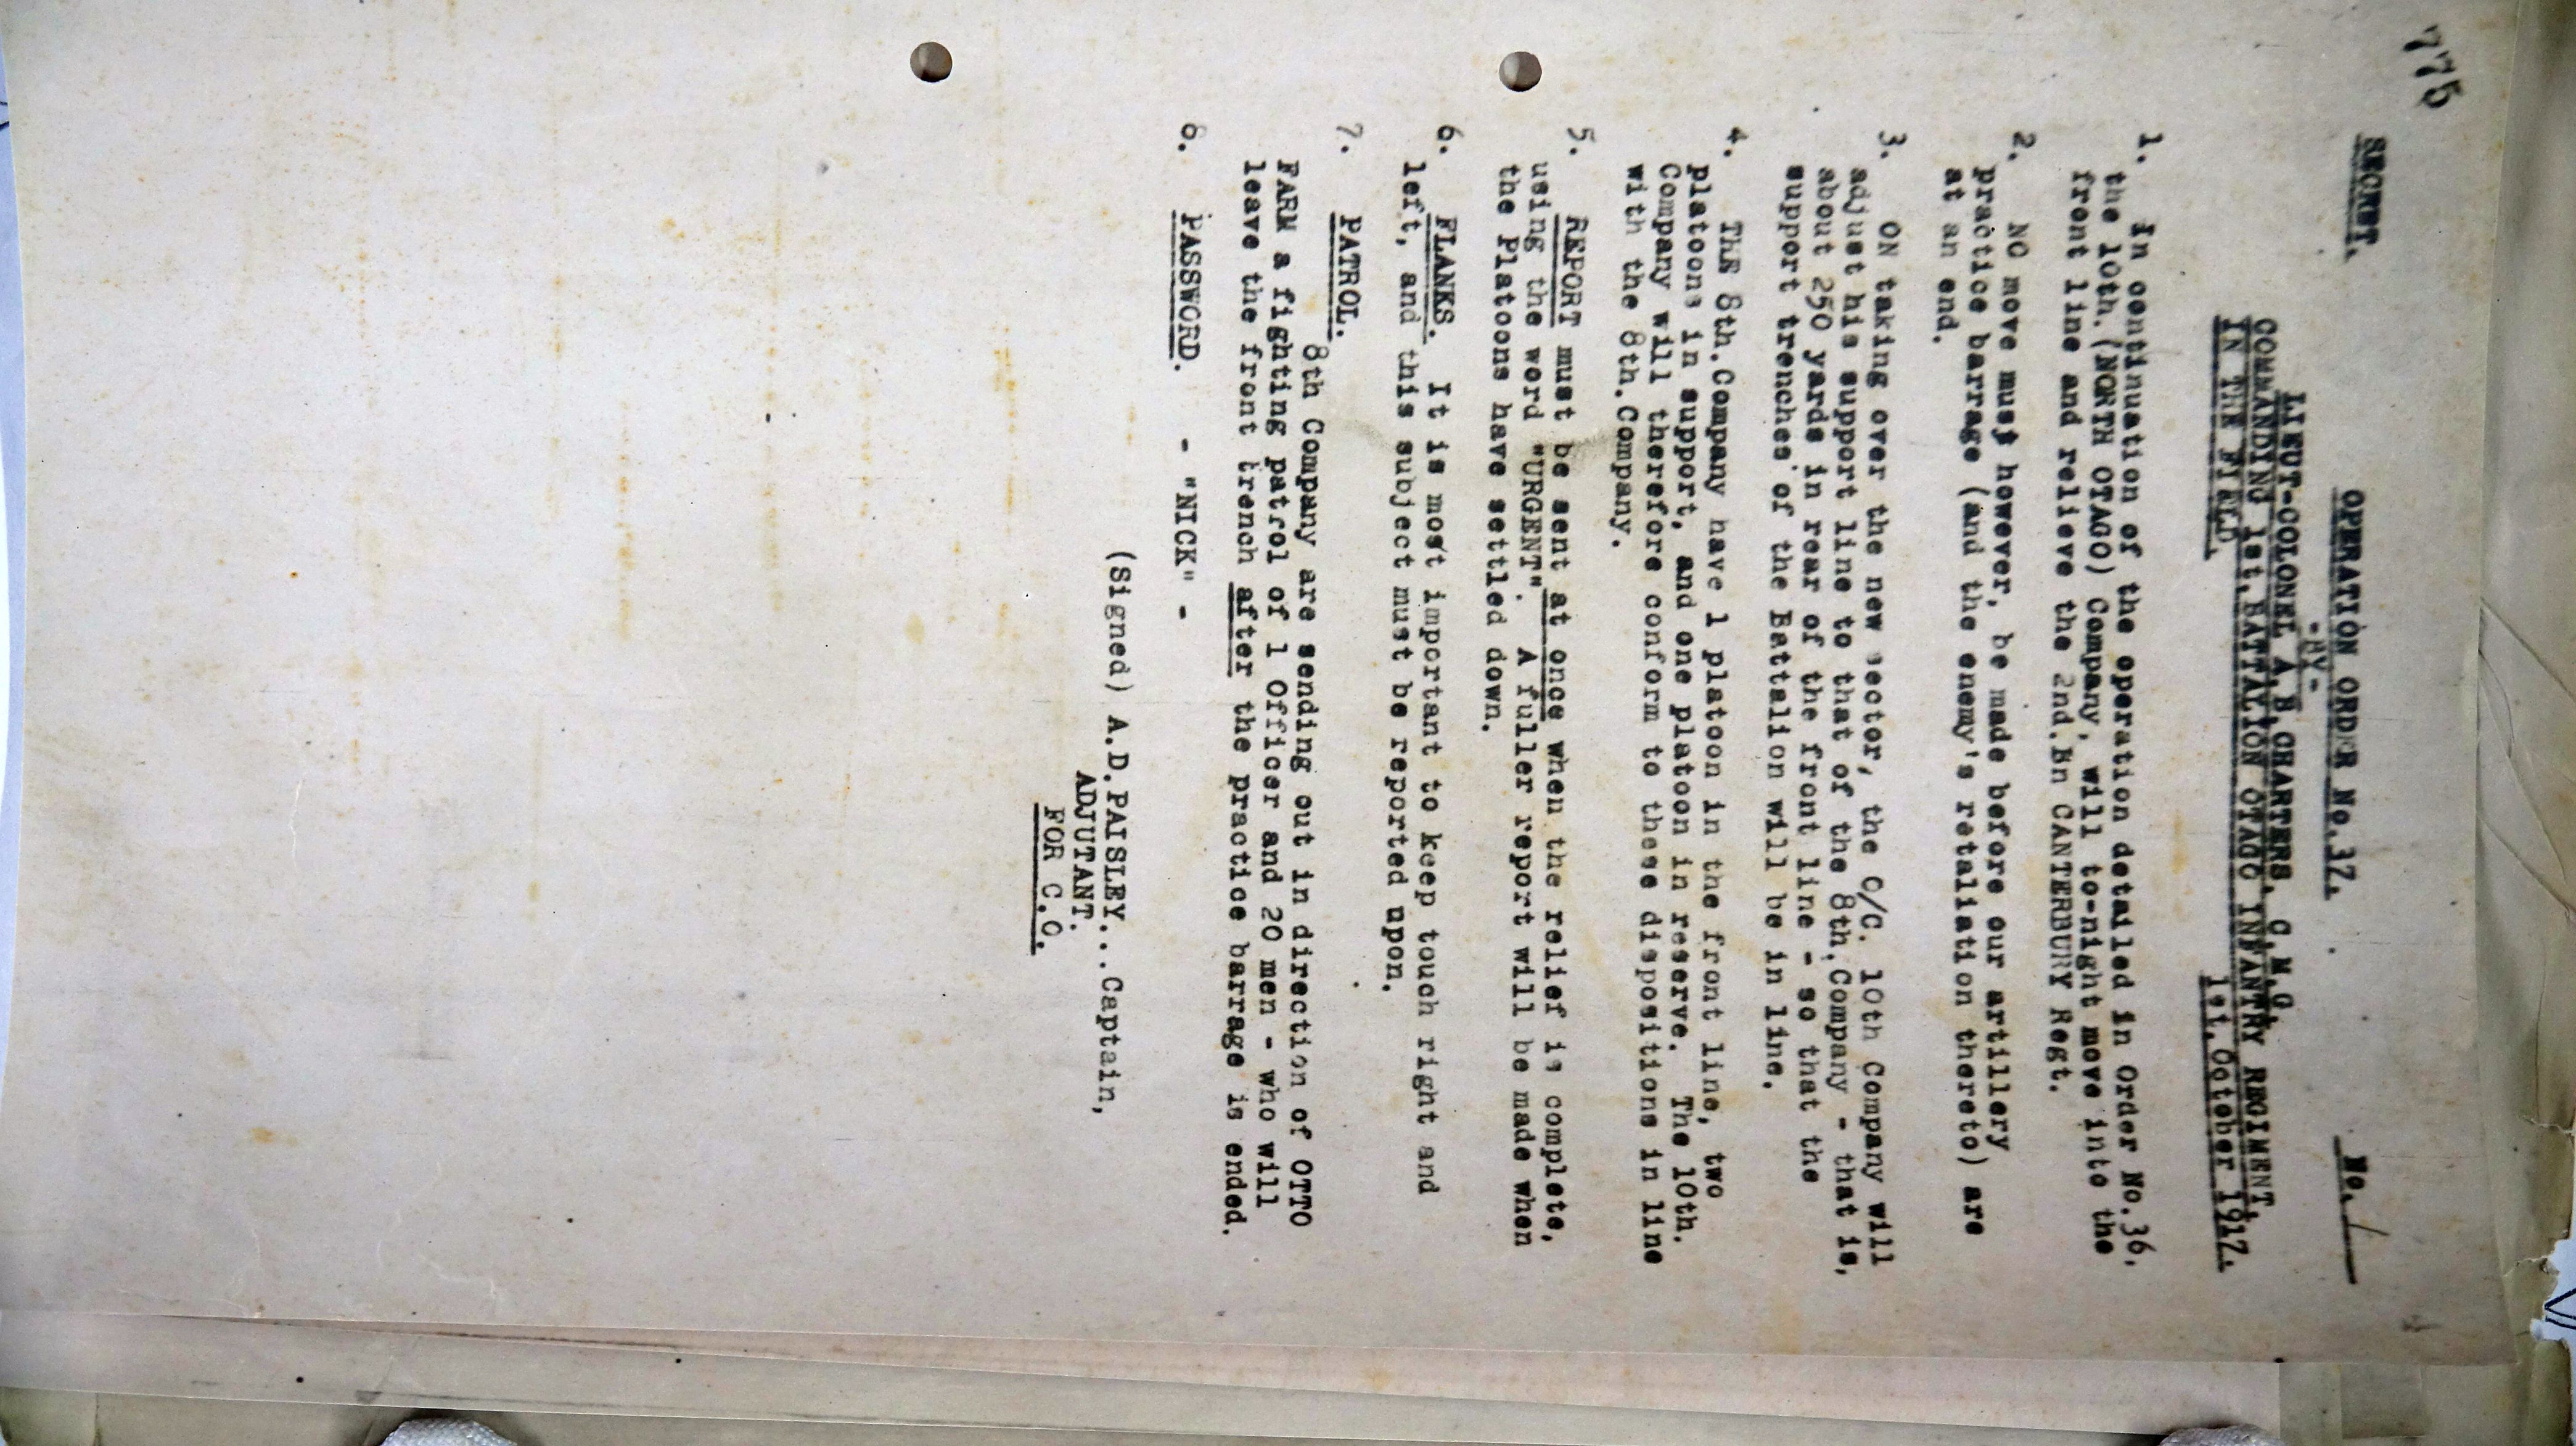 775
SECRET.
OPERATION ORDER No.37.
No. 1
-BY-
LIEUT-COLONEL A.B.CHARTERS, C.M.G.
COMMANDING 1st.BATTALION OTAGO INFANTRY REGIMENT,
IN THE FIELD.
1st.October 1917.
1. In continuation of the operation detailed in Order No.36,
the 10th.(NORTH OTAGO) Company, will to-night move into the
front line and relieve the 2nd.Bn CANTERBURY Regt.
2. NO move must however, be made before our artillery
practice barrage (and the enemy's retaliation thereto) are
at an end.
3. ON taking over the new sector, the O/C. 10th Company will
adjust his support line to that of the 8th.Company - that is,
about 250 yards in rear of the front line - so that the
support trenches of the Battalion will be in line.
4. THE 8th.Company have 1 platoon in the front line, two
platoons in support, and one platoon in reserve. The 10th.
Company will therefore conform to these dispositions in line
with the 8th.Company.
5. REPORT must be sent at once when the relief is complete,
using the word "URGENT". A fuller report will be made when
the Platoons have settled down.
6. FLANKS. It is most important to keep touch right and
left, and this subject must be reported upon.
7. PATROL.
8th Company are sending out in direction of OTTO
FARM a fighting patrol of 1 Officer and 20 men - who will
leave the front trench after the practice barrage is ended.
8. PASSWORD. - "NICK" -
(Signed) A.D.PAISLEY...Captain,
ADJUTANT.
FOR C.O.